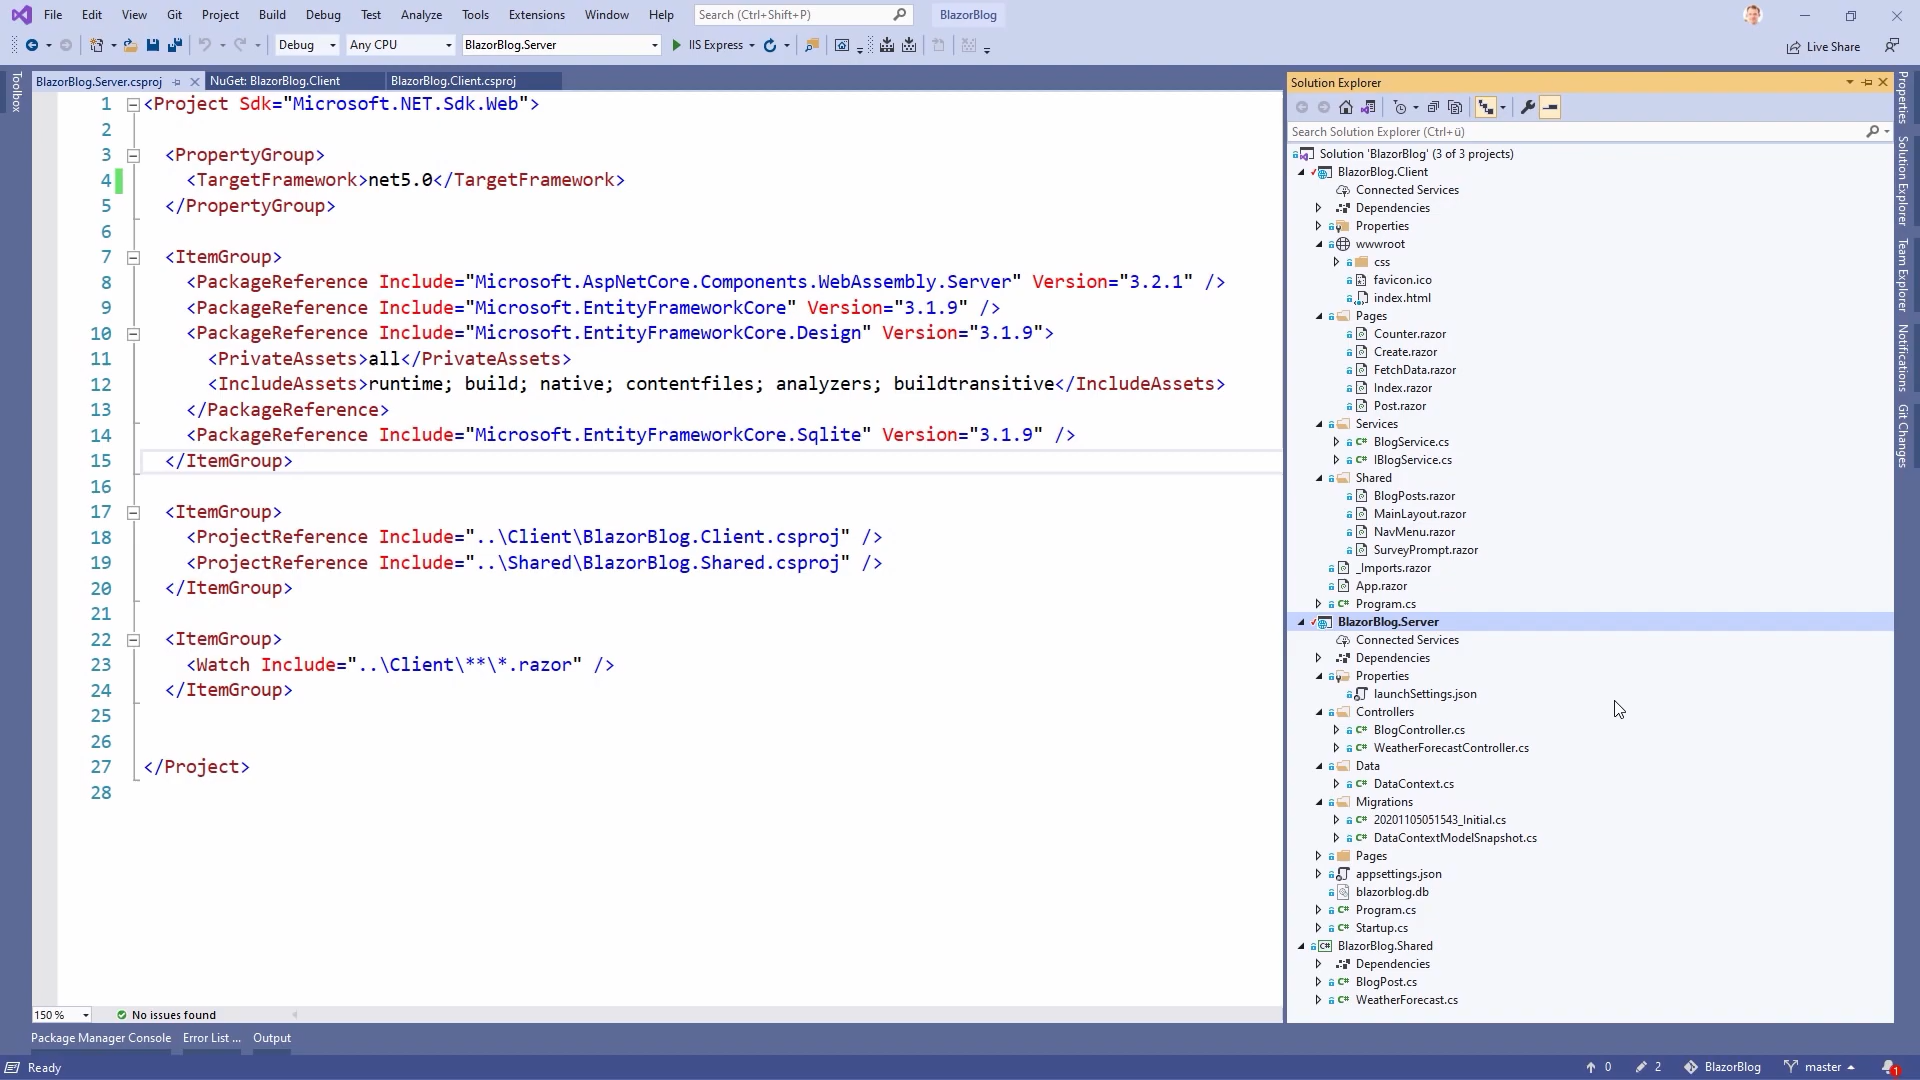 File Edit View Git Project Build Debug Test Analyze Tools Extensions Window Help Search (Ctrl+Shift+P) BlazorBlog
Debug Any CPU BlazorBlog.Server IIS Express Live Share
Toolbox
BlazorBlog.Server.csproj NuGet: BlazorBlog.Client BlazorBlog.Client.csproj
1 <Project Sdk="Microsoft.NET.Sdk.Web">
2
3 <PropertyGroup>
4 <TargetFramework>net5.0</TargetFramework>
5 </PropertyGroup>
6
7 <ItemGroup>
8 <PackageReference Include="Microsoft.AspNetCore.Components.WebAssembly.Server" Version="3.2.1" />
9 <PackageReference Include="Microsoft.EntityFrameworkCore" Version="3.1.9" />
10 <PackageReference Include="Microsoft.EntityFrameworkCore.Design" Version="3.1.9">
11 <PrivateAssets>all</PrivateAssets>
12 <IncludeAssets>runtime; build; native; contentfiles; analyzers; buildtransitive</IncludeAssets>
13 </PackageReference>
14 <PackageReference Include="Microsoft.EntityFrameworkCore.Sqlite" Version="3.1.9" />
15 </ItemGroup>
16
17 <ItemGroup>
18 <ProjectReference Include="..\Client\BlazorBlog.Client.csproj" />
19 <ProjectReference Include="..\Shared\BlazorBlog.Shared.csproj" />
20 </ItemGroup>
21
22 <ItemGroup>
23 <Watch Include="..\Client\**\*.razor" />
24 </ItemGroup>
25
26
27 </Project>
28
150 % No issues found
Package Manager Console Error List ... Output
Solution Explorer
Search Solution Explorer (Ctrl+ü)
Solution 'BlazorBlog' (3 of 3 projects)
BlazorBlog.Client
Connected Services
Dependencies
Properties
wwwroot
css
favicon.ico
index.html
Pages
Counter.razor
Create.razor
FetchData.razor
Index.razor
Post.razor
Services
C# BlogService.cs
C# IBlogService.cs
Shared
BlogPosts.razor
MainLayout.razor
NavMenu.razor
SurveyPrompt.razor
_Imports.razor
App.razor
C# Program.cs
BlazorBlog.Server
Connected Services
Dependencies
Properties
launchSettings.json
Controllers
C# BlogController.cs
C# WeatherForecastController.cs
Data
C# DataContext.cs
Migrations
C# 20201105051543_Initial.cs
C# DataContextModelSnapshot.cs
Pages
appsettings.json
blazorblog.db
C# Program.cs
C# Startup.cs
C# BlazorBlog.Shared
Dependencies
C# BlogPost.cs
C# WeatherForecast.cs
Properties
Solution Explorer
Team Explorer
Notifications
Git Changes
Ready 0 2 BlazorBlog master 1